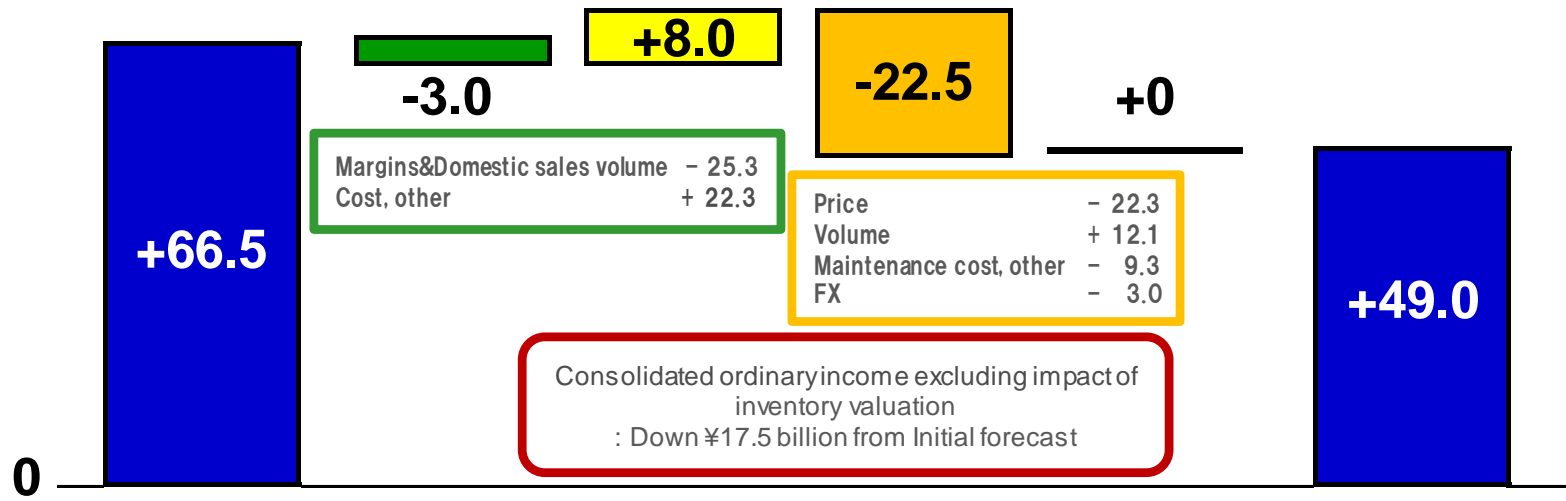 +8.0
-3.0
-22.5
+0
Margins&Domestic sales volume － 25.3
Cost, other + 22.3
+66.5
Price － 22.3
Volume + 12.1
Maintenance cost, other － 9.3
FX － 3.0
+49.0
Consolidated ordinary income excluding impact of
inventory valuation
: Down ¥17.5 billion from Initial forecast
0